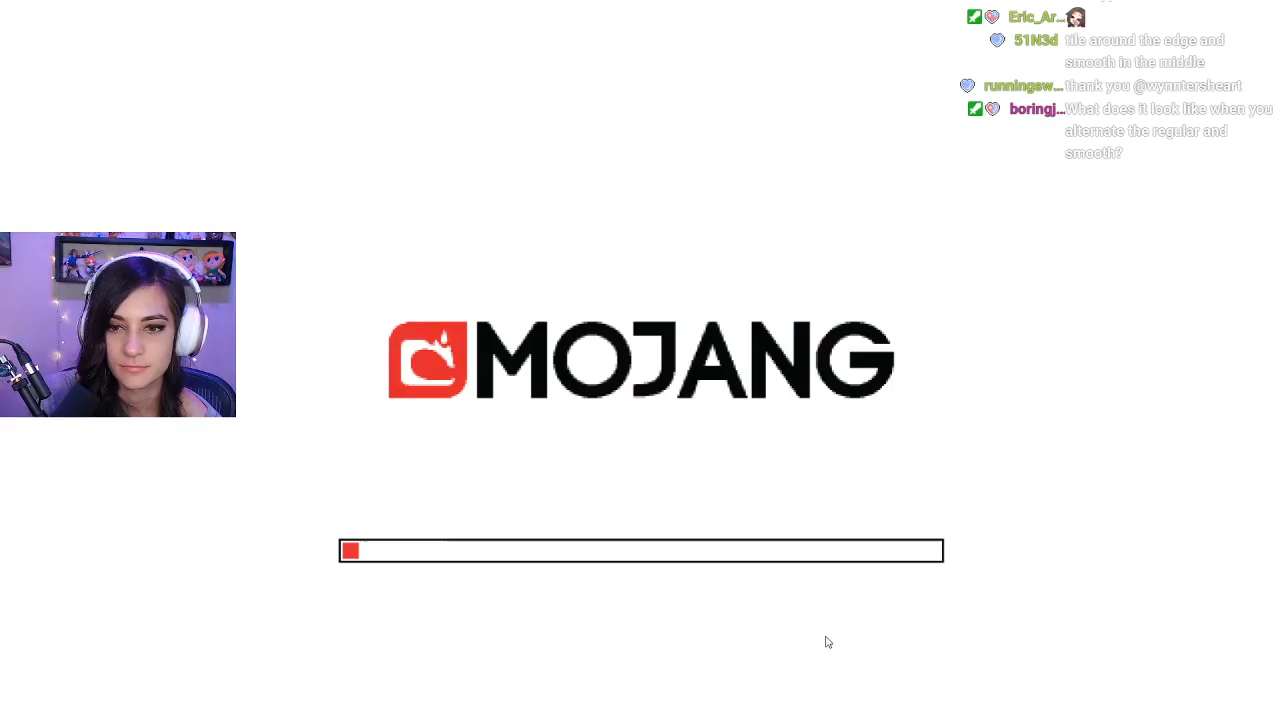 Eric_Ar...
51N3d tile around the edge and
smooth in the middle
runningsw... thank you @wynntersheart
boringj... What does it look like when you
alternate the regular and
smooth?
MOJANG